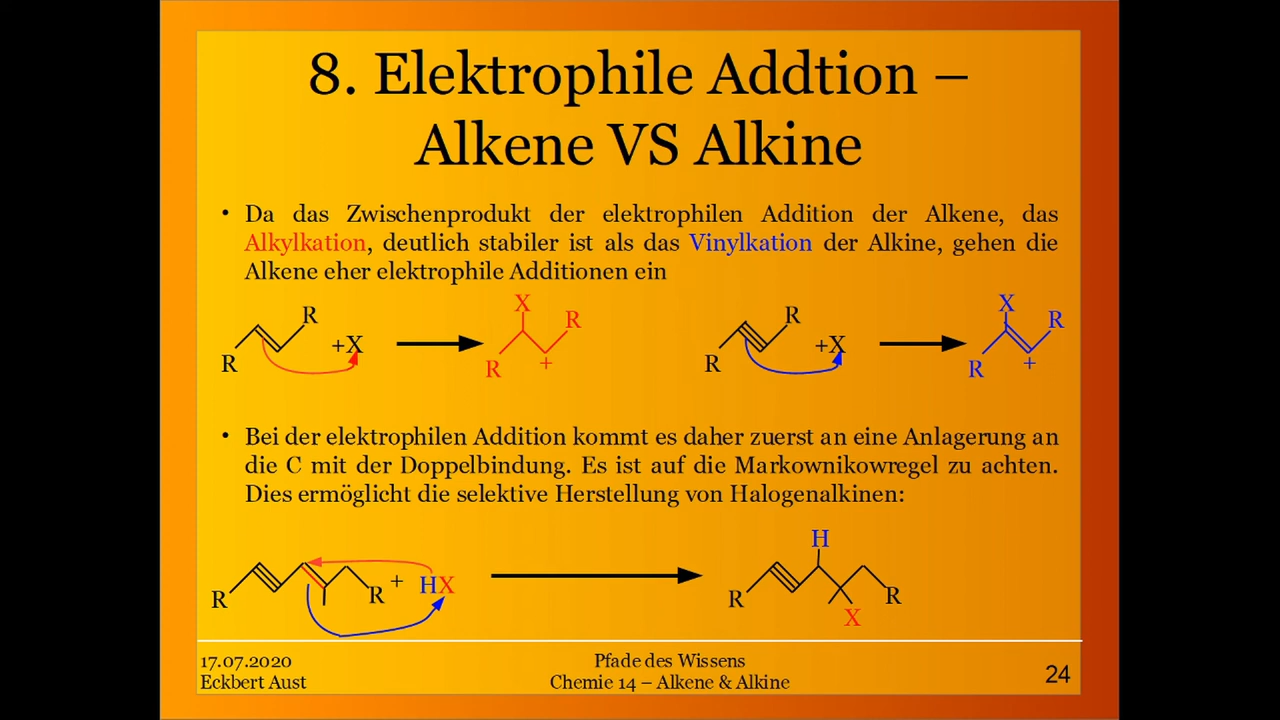 8. Elektrophile Addtion –
Alkene VS Alkine
• Da das Zwischenprodukt der elektrophilen Addition der Alkene, das
Alkylkation, deutlich stabiler ist als das Vinylkation der Alkine, gehen die
Alkene eher elektrophile Additionen ein
R R +X X R R +
R R +X X R R +
• Bei der elektrophilen Addition kommt es daher zuerst an eine Anlagerung an
die C mit der Doppelbindung. Es ist auf die Markownikowregel zu achten.
Dies ermöglicht die selektive Herstellung von Halogenalkinen:
R R + HX R H X R
17.07.2020
Eckbert Aust
Pfade des Wissens
Chemie 14 – Alkene & Alkine
24